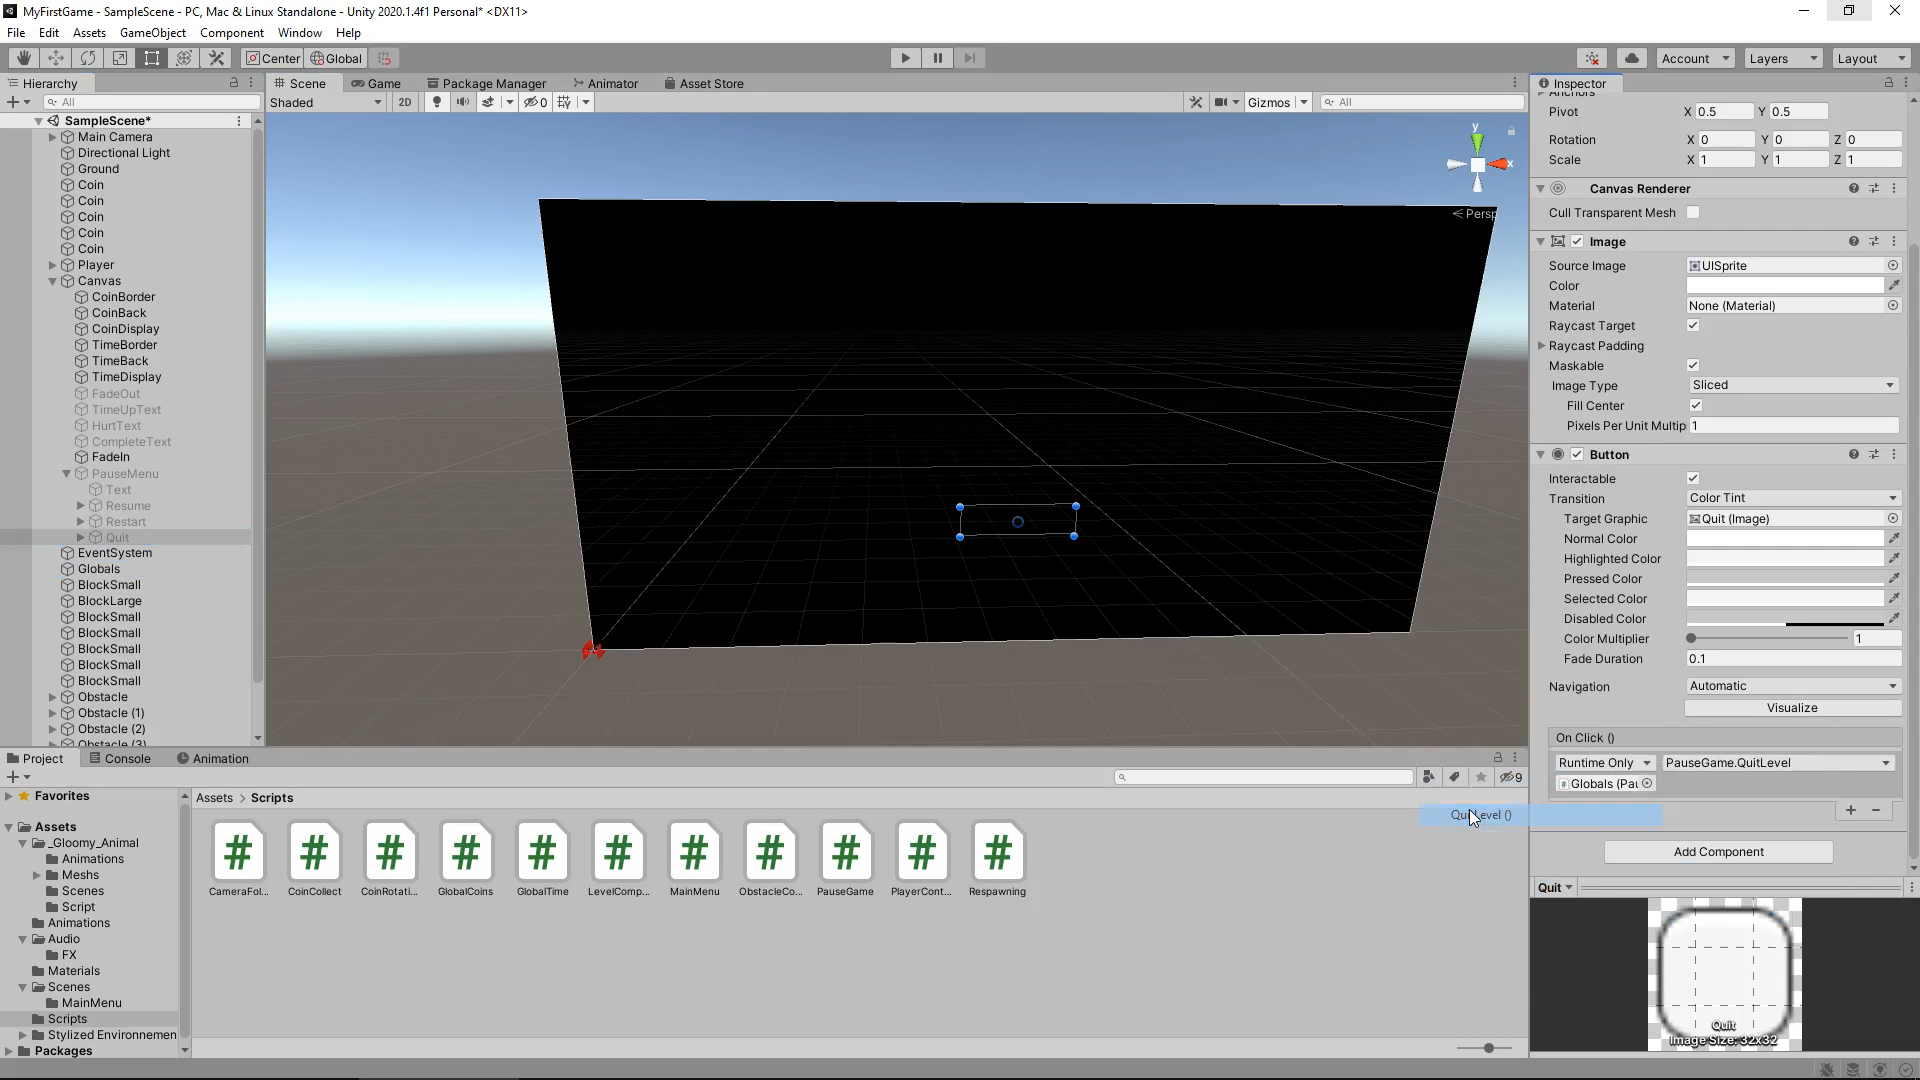 MyFirstGame - SampleScene - PC, Mac & Linux Standalone - Unity 2020.1.4f1 Personal* <DX11>
File Edit Assets GameObject Component Window Help
Center Global Account Layers Layout
Hierarchy
All
SampleScene*
Main Camera
Directional Light
Ground
Coin
Coin
Coin
Coin
Coin
Player
Canvas
CoinBorder
CoinBack
CoinDisplay
TimeBorder
TimeBack
TimeDisplay
FadeOut
TimeUpText
HurtText
CompleteText
FadeIn
PauseMenu
Text
Resume
Restart
Quit
EventSystem
Globals
BlockSmall
BlockLarge
BlockSmall
BlockSmall
BlockSmall
BlockSmall
BlockSmall
Obstacle
Obstacle (1)
Obstacle (2)
Obstacle (3)
Scene Game Package Manager Animator Asset Store
Shaded 2D 0 Gizmos All
y
x
Persp
Inspector
Anchors
Pivot X 0.5 Y 0.5
Rotation X 0 Y 0 Z 0
Scale X 1 Y 1 Z 1
Canvas Renderer
Cull Transparent Mesh
Image
Source Image UISprite
Color
Material None (Material)
Raycast Target
Raycast Padding
Maskable
Image Type Sliced
Fill Center
Pixels Per Unit Multip 1
Button
Interactable
Transition Color Tint
Target Graphic Quit (Image)
Normal Color
Highlighted Color
Pressed Color
Selected Color
Disabled Color
Color Multiplier 1
Fade Duration 0.1
Navigation Automatic
Visualize
On Click ()
Runtime Only PauseGame.QuitLevel
Globals (Pau
Add Component
Quit
Quit
Image Size: 32x32
Project Console Animation
9
Favorites
Assets
_Gloomy_Animal
Animations
Meshs
Scenes
Script
Animations
Audio
FX
Materials
Scenes
MainMenu
Scripts
Stylized Environnemen
Packages
Assets > Scripts
CameraFol... CoinCollect CoinRotati... GlobalCoins GlobalTime LevelComp... MainMenu ObstacleCo... PauseGame PlayerCont... Respawning